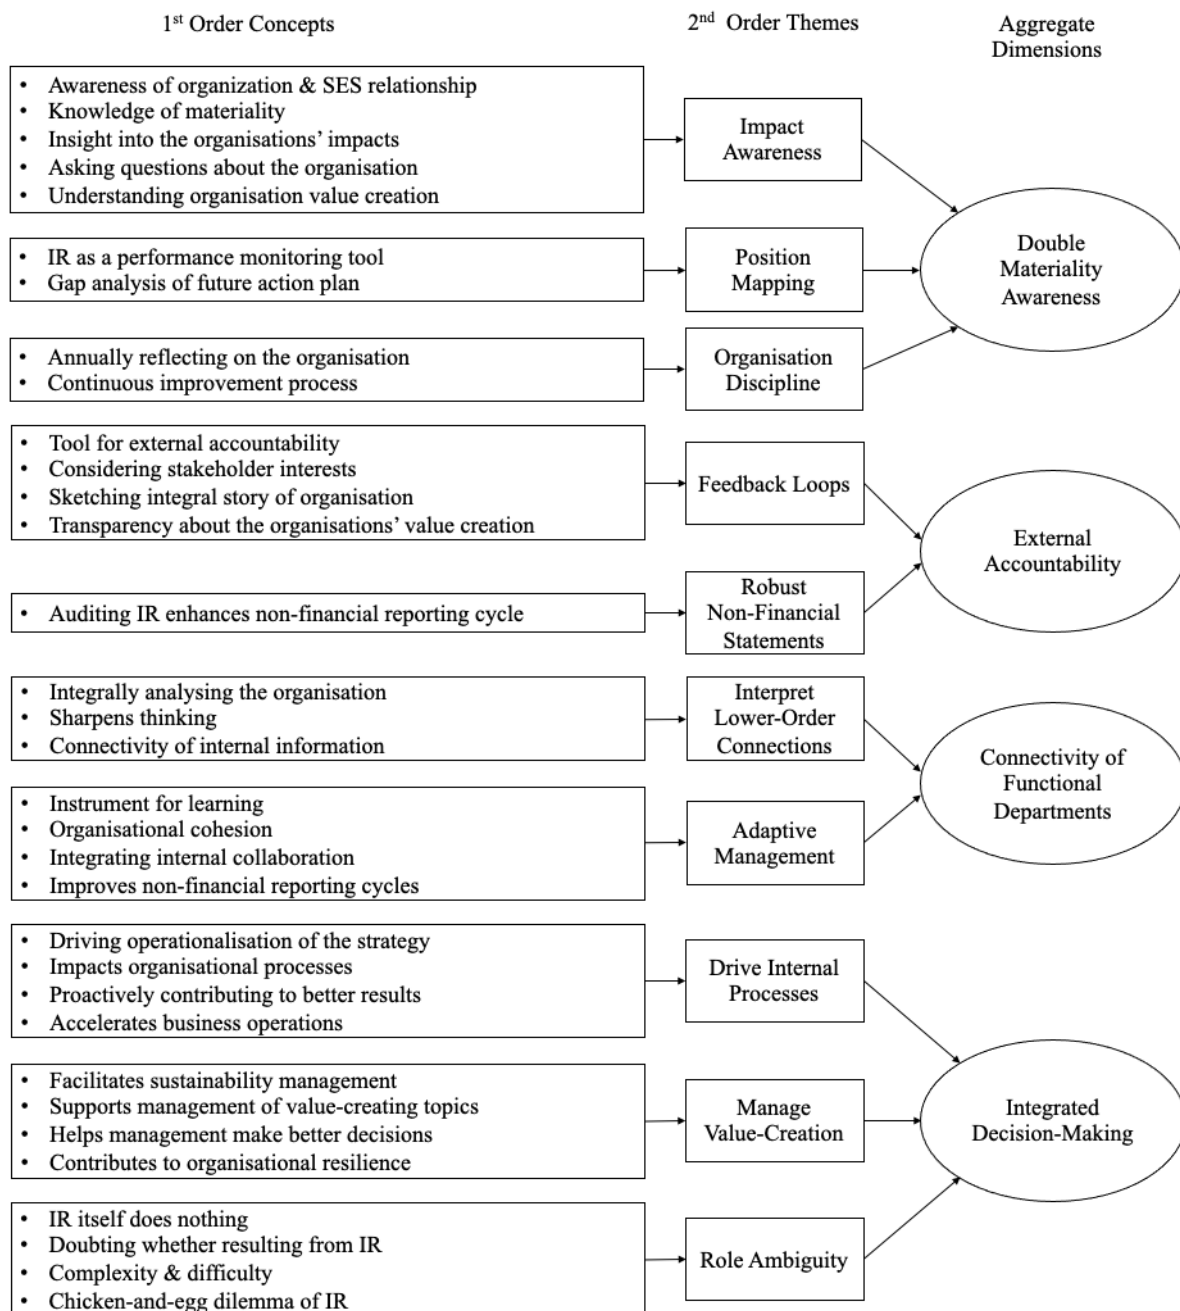 1st Order Concepts
2nd Order Themes
Aggregate
Dimensions
• Awareness of organization & SES relationship
• Knowledge of materiality
• Insight into the organisations’ impacts
• Asking questions about the organisation
• Understanding organisation value creation
Impact
Awareness
• IR as a performance monitoring tool
• Gap analysis of future action plan
Position
Mapping
Double
Materiality
Awareness
• Annually reflecting on the organisation
• Continuous improvement process
Organisation
Discipline
• Tool for external accountability
• Considering stakeholder interests
• Sketching integral story of organisation
• Transparency about the organisations’ value creation
Feedback Loops
External
Accountability
• Auditing IR enhances non-financial reporting cycle
Robust
Non-Financial
Statements
• Integrally analysing the organisation
• Sharpens thinking
• Connectivity of internal information
Interpret
Lower-Order
Connections
Connectivity of
Functional
Departments
• Instrument for learning
• Organisational cohesion
• Integrating internal collaboration
• Improves non-financial reporting cycles
Adaptive
Management
• Driving operationalisation of the strategy
• Impacts organisational processes
• Proactively contributing to better results
• Accelerates business operations
Drive Internal
Processes
• Facilitates sustainability management
• Supports management of value-creating topics
• Helps management make better decisions
• Contributes to organisational resilience
Manage
Value-Creation
Integrated
Decision-Making
• IR itself does nothing
• Doubting whether resulting from IR
• Complexity & difficulty
• Chicken-and-egg dilemma of IR
Role Ambiguity